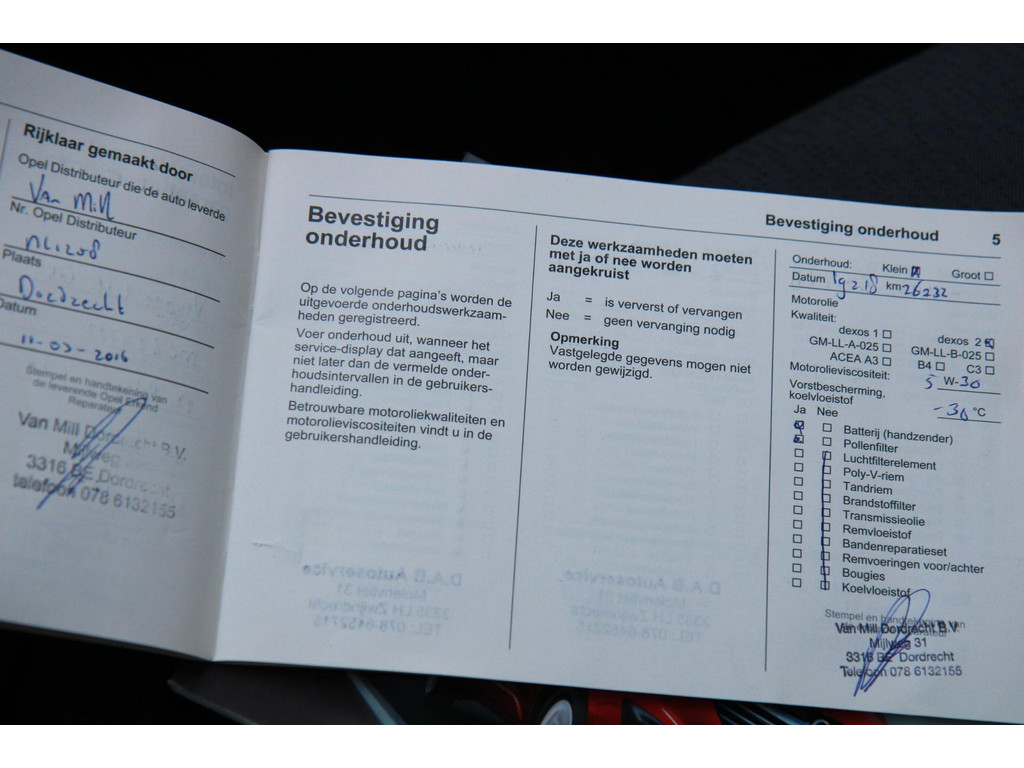 Rijklaar gemaakt door
Opel Distributeur die de auto leverde
Van Mill
Nr. Opel Distributeur
Plaats
Dordrecht
Datum
11-03-2016
Stempel en handtekening van
de leverende Opel Erkend
Reparateur
Van Mill Dordrecht B.V.
Mijlweg
3316 BE Dordrecht
telefoon 078 6132155
Bevestiging
onderhoud
Op de volgende pagina's worden de
uitgevoerde onderhoudswerkzaam-
heden geregistreerd.
Voer onderhoud uit, wanneer het
service-display dat aangeeft, maar
niet later dan de vermelde onder-
houdsintervallen in de gebruikers-
handleiding.
Betrouwbare motoroliekwaliteiten en
motorolieviscositeiten vindt u in de
gebruikershandleiding.
Deze werkzaamheden moeten
met ja of nee worden
aangekruist
Ja = is ververst of vervangen
Nee = geen vervanging nodig
Opmerking
Vastgelegde gegevens mogen niet
worden gewijzigd.
Bevestiging onderhoud 5
Onderhoud: Klein Groot
Datum km 26232
Motorolie
Kwaliteit:
dexos 1 dexos 2
GM-LL-A-025 GM-LL-B-025
ACEA A3 B4 C3
Motorolieviscositeit: 5 W-30
Vorstbescherming,
koelvloeistof -30 °C
Ja Nee
Batterij (handzender)
Pollenfilter
Luchtfilterelement
Poly-V-riem
Tandriem
Brandstoffilter
Transmissieolie
Remvloeistof
Bandenreparatieset
Remvoeringen voor/achter
Bougies
Koelvloeistof
Stempel en handtekening van
Van Mill Dordrecht B.V.
Mijlweg 31
3316 BE Dordrecht
Telefoon 078 6132155